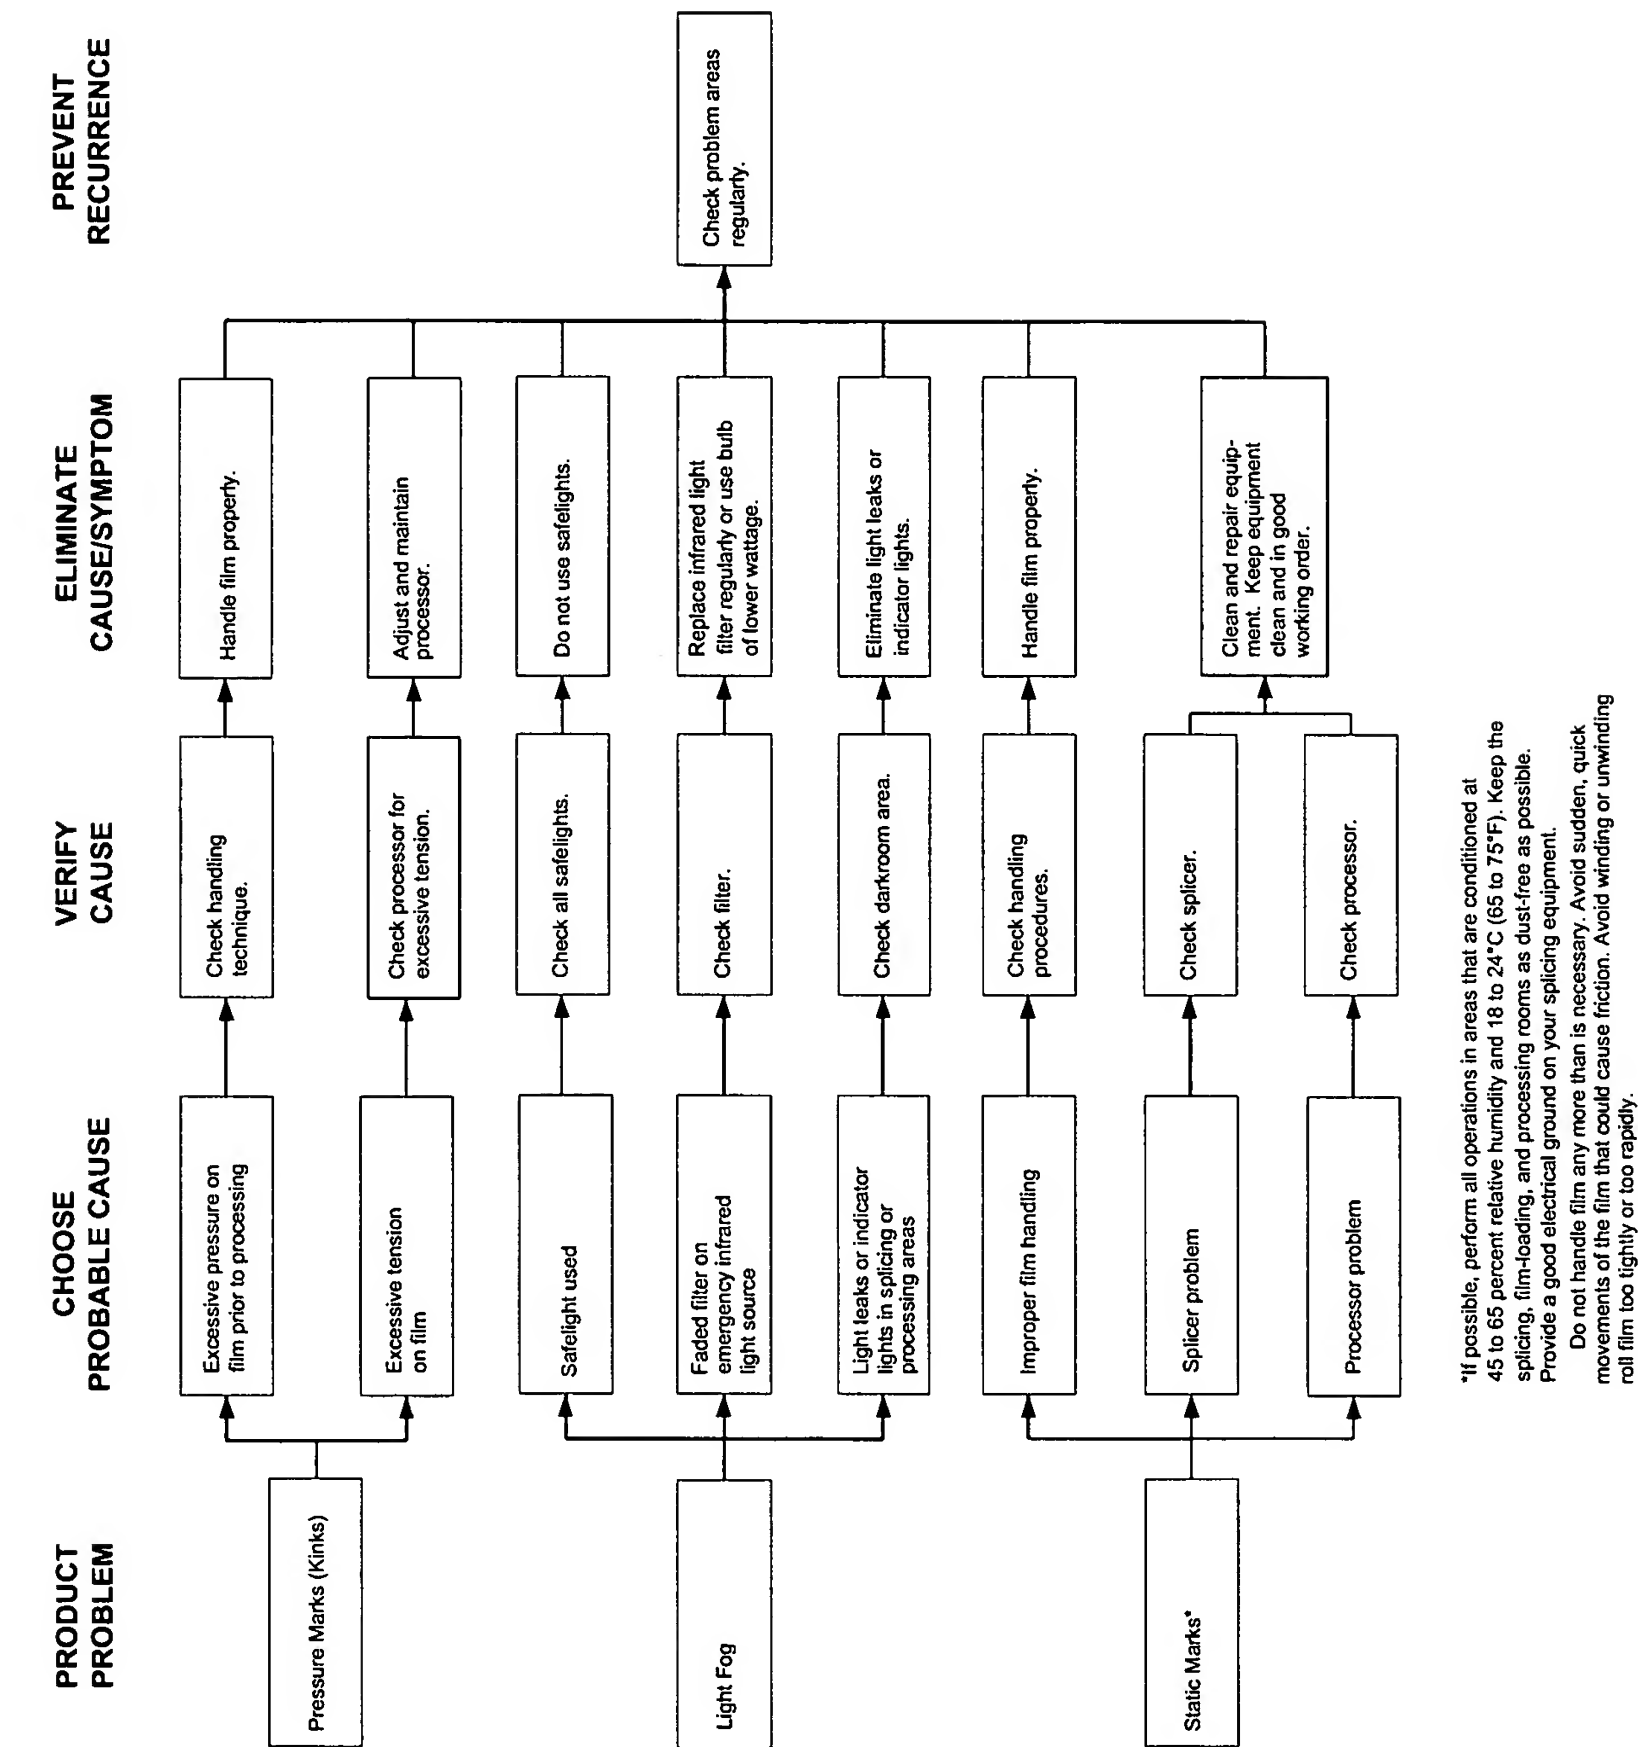 PRODUCT
PROBLEM
CHOOSE
PROBABLE CAUSE
VERIFY
CAUSE
ELIMINATE
CAUSE/SYMPTOM
PREVENT
RECURRENCE
Pressure Marks (Kinks)
Excessive pressure on
film prior to processing
Check handling
technique.
Handle film properly.
Excessive tension
on film
Check processor for
excessive tension.
Adjust and maintain
processor.
Light Fog
Safelight used
Check all safelights.
Do not use safelights.
Faded filter on
emergency infrared
light source
Check filter.
Replace infrared light
filter regularly or use bulb
of lower wattage.
Check problem areas
regularly.
Light leaks or indicator
lights in splicing or
processing areas
Check darkroom area.
Eliminate light leaks or
indicator lights.
Static Marks*
Improper film handling
Check handling
procedures.
Handle film properly.
Splicer problem
Check splicer.
Clean and repair equip-
ment. Keep equipment
clean and in good
working order.
Processor problem
Check processor.
*If possible, perform all operations in areas that are conditioned at
45 to 65 percent relative humidity and 18 to 24°C (65 to 75°F). Keep the
splicing, film-loading, and processing rooms as dust-free as possible.
Provide a good electrical ground on your splicing equipment.
Do not handle film any more than is necessary. Avoid sudden, quick
movements of the film that could cause friction. Avoid winding or unwinding
roll film too tightly or too rapidly.